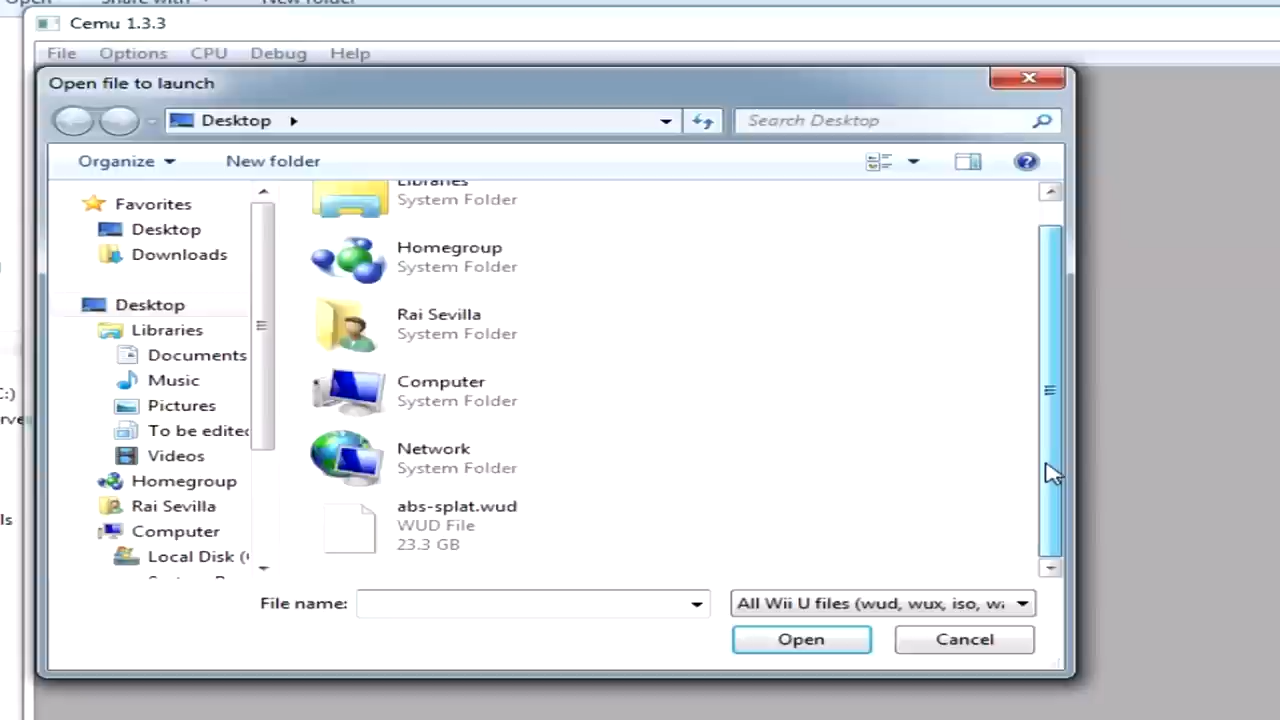 Open Share with New folder
Cemu 1.3.3
File Options CPU Debug Help
Open file to launch
Desktop
Search Desktop
Organize New folder
Favorites
Desktop
Downloads
Desktop
Libraries
Documents
Music
Pictures
To be edited
Videos
Homegroup
Rai Sevilla
Computer
Local Disk (
Libraries
System Folder
Homegroup
System Folder
Rai Sevilla
System Folder
Computer
System Folder
Network
System Folder
abs-splat.wud
WUD File
23.3 GB
C:)
rve
ls
File name:
All Wii U files (wud, wux, iso, wa
Open Cancel